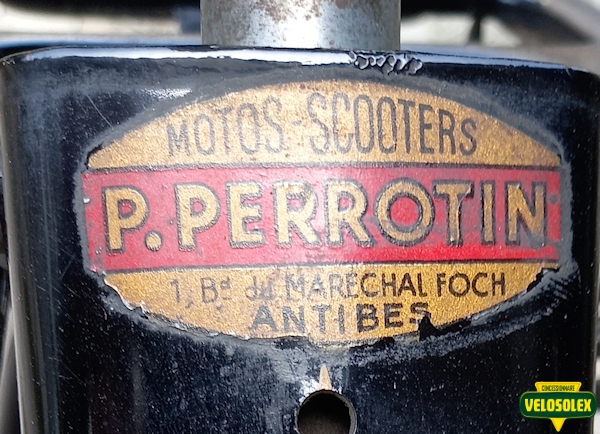 MOTOS-SCOOTERS
P. PERROTIN
1, Bd du MARECHAL FOCH
ANTIBES
CONCESSIONNAIRE
VELOSOLEX